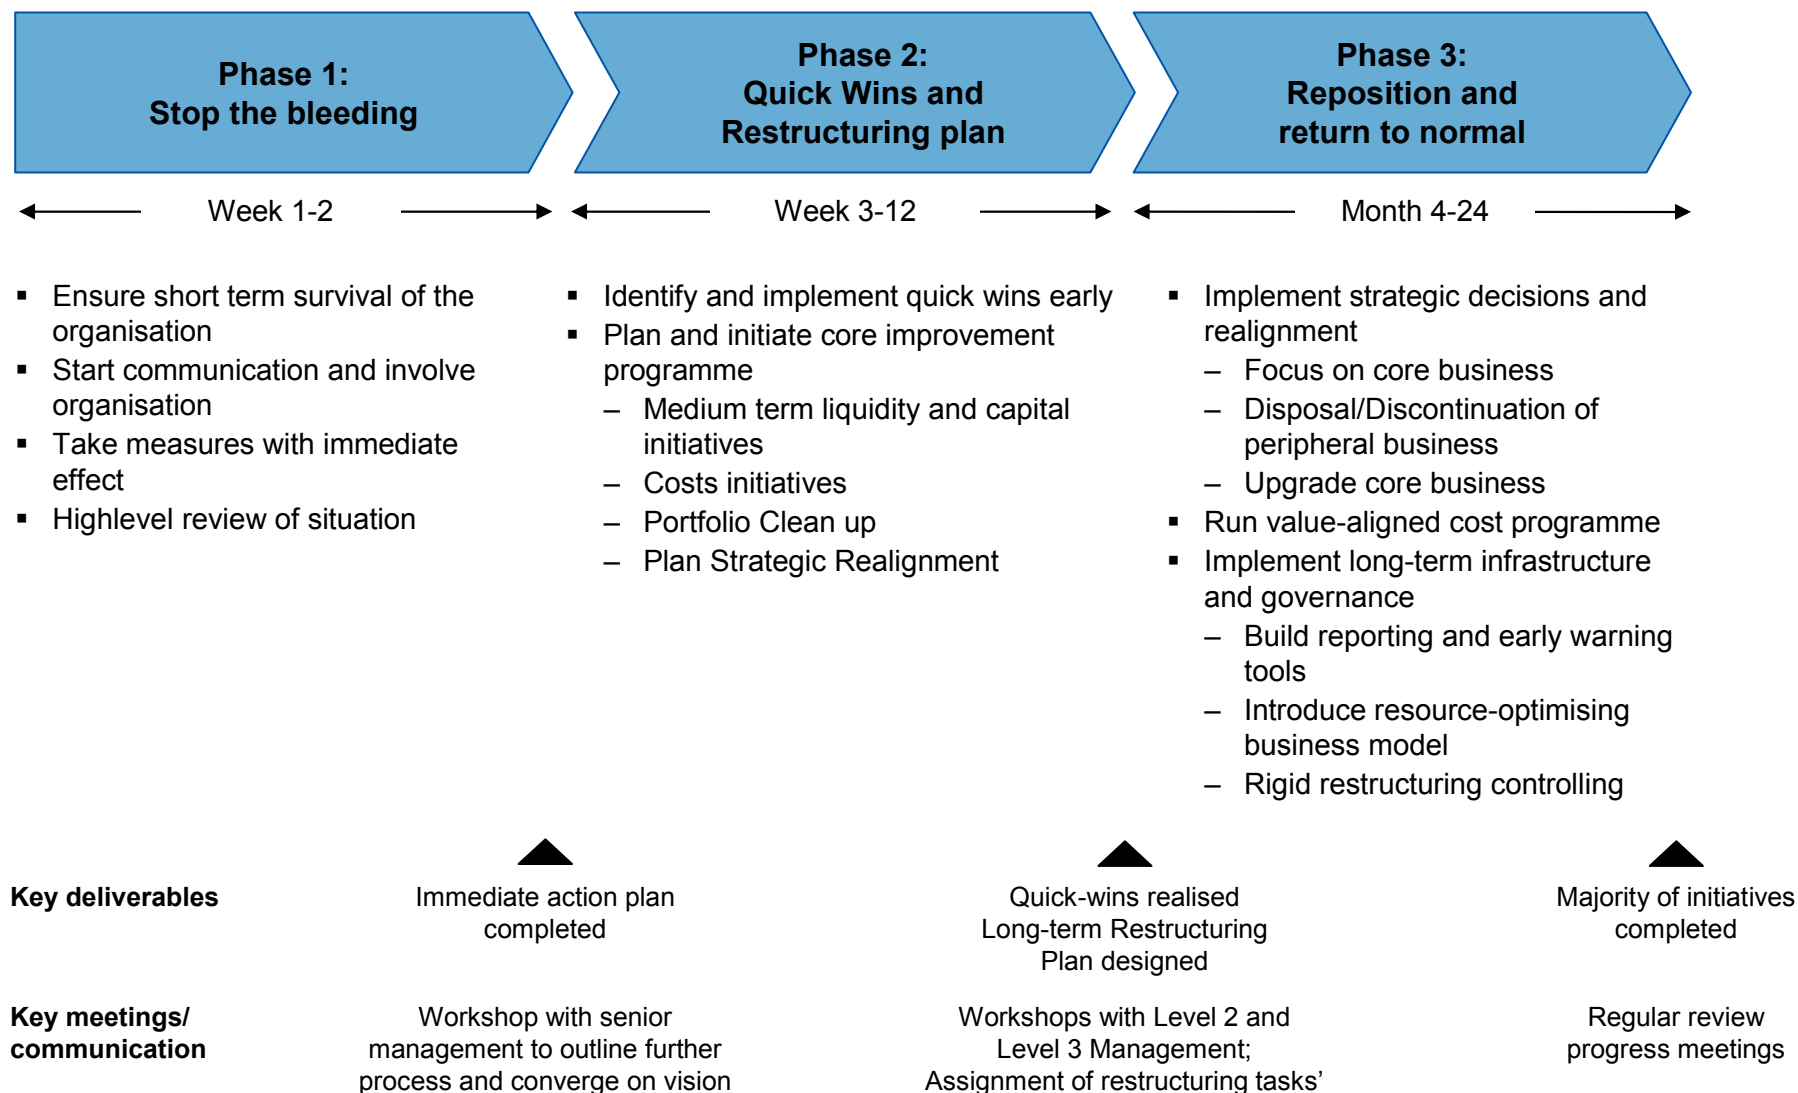 Phase 1:
Stop the bleeding
Phase 2:
Quick Wins and
Restructuring plan
Phase 3:
Reposition and
return to normal
Week 1-2
Week 3-12
Month 4-24
▪ Ensure short term survival of the
organisation
▪ Start communication and involve
organisation
▪ Take measures with immediate
effect
▪ Highlevel review of situation
▪ Identify and implement quick wins early
▪ Plan and initiate core improvement
programme
– Medium term liquidity and capital
initiatives
– Costs initiatives
– Portfolio Clean up
– Plan Strategic Realignment
▪ Implement strategic decisions and
realignment
– Focus on core business
– Disposal/Discontinuation of
peripheral business
– Upgrade core business
▪ Run value-aligned cost programme
▪ Implement long-term infrastructure
and governance
– Build reporting and early warning
tools
– Introduce resource-optimising
business model
– Rigid restructuring controlling
Key deliverables
Immediate action plan
completed
Quick-wins realised
Long-term Restructuring
Plan designed
Majority of initiatives
completed
Key meetings/
communication
Workshop with senior
management to outline further
process and converge on vision
Workshops with Level 2 and
Level 3 Management;
Assignment of restructuring tasks’
Regular review
progress meetings